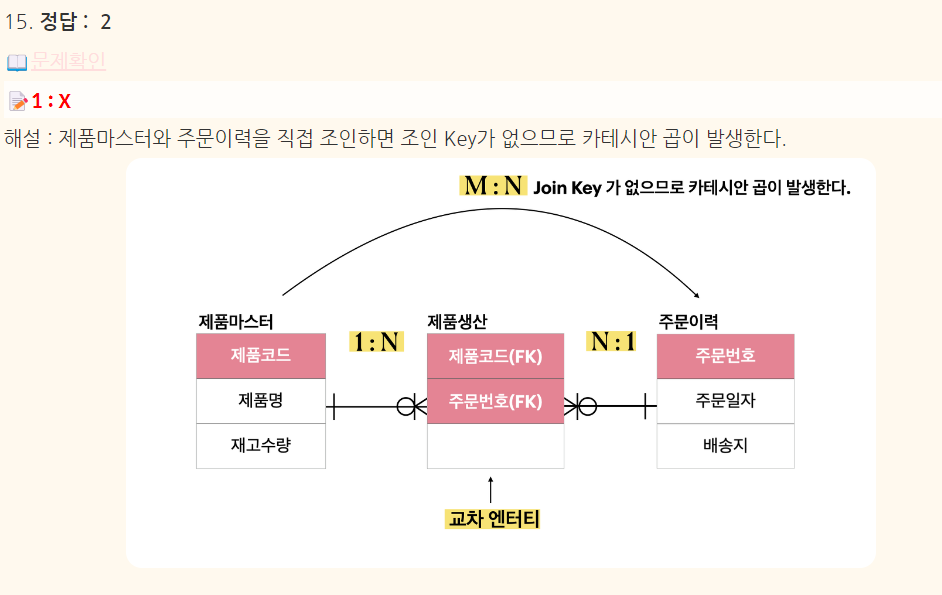 15. 정답 : 2
문제확인
1 : X
해설 : 제품마스터와 주문이력을 직접 조인하면 조인 Key가 없으므로 카테시안 곱이 발생한다.
M : N Join Key 가 없으므로 카테시안 곱이 발생한다.
제품마스터
제품코드
제품명
재고수량
1 : N
제품생산
제품코드(FK)
주문번호(FK)
N : 1
주문이력
주문번호
주문일자
배송지
교차 엔터티